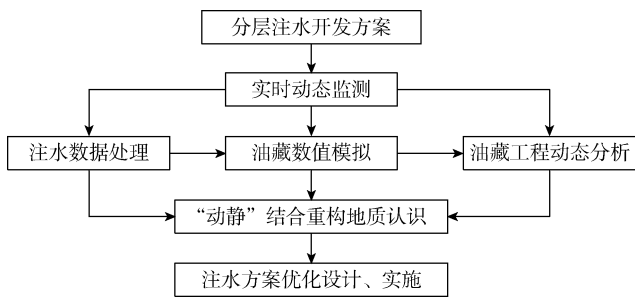 分层注水开发方案
实时动态监测
注水数据处理
油藏数值模拟
油藏工程动态分析
“动静”结合重构地质认识
注水方案优化设计、实施